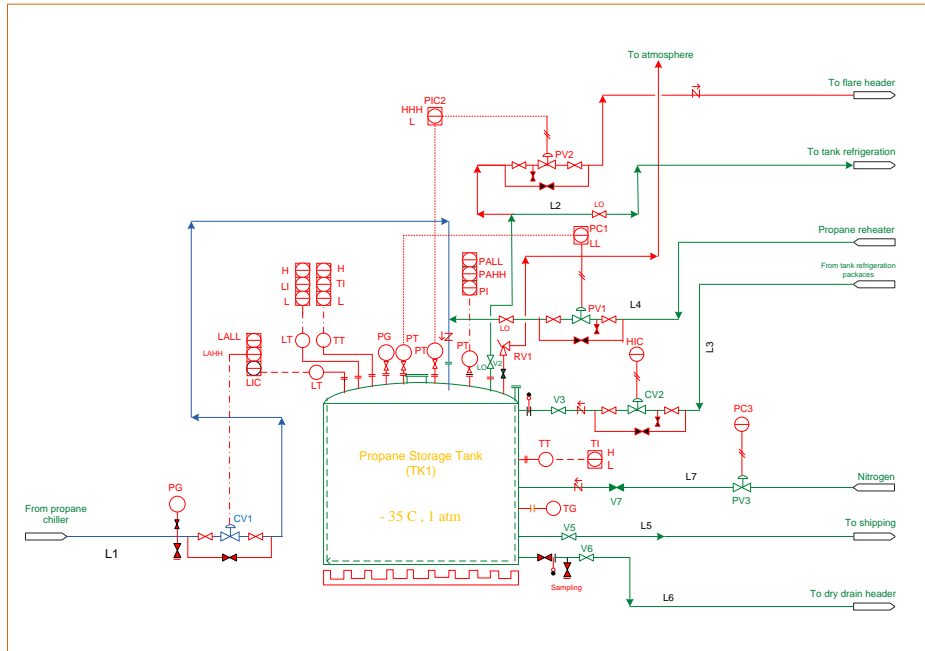 To atmosphere
To flare header
PIC2
HHH
L
PV2
To tank refrigeration
L2
LO
Propane reheater
PC1
LL
PALL
PAHH
PI
From tank refrigeration
packaces
H
LI
L
H
TI
L
PV1
L4
LO
L3
LALL
LAHH
LIC
LT
TT
PG
PT
PT
PT
RV1
HIC
LO
V2
LT
V3
CV2
PC3
Propane Storage Tank
(TK1)
TT
TI
H
L
L7
Nitrogen
PG
V7
PV3
- 35 C , 1 atm
TG
From propane
chiller
CV1
L1
V5
L5
To shipping
V6
Sampling
L6
To dry drain header